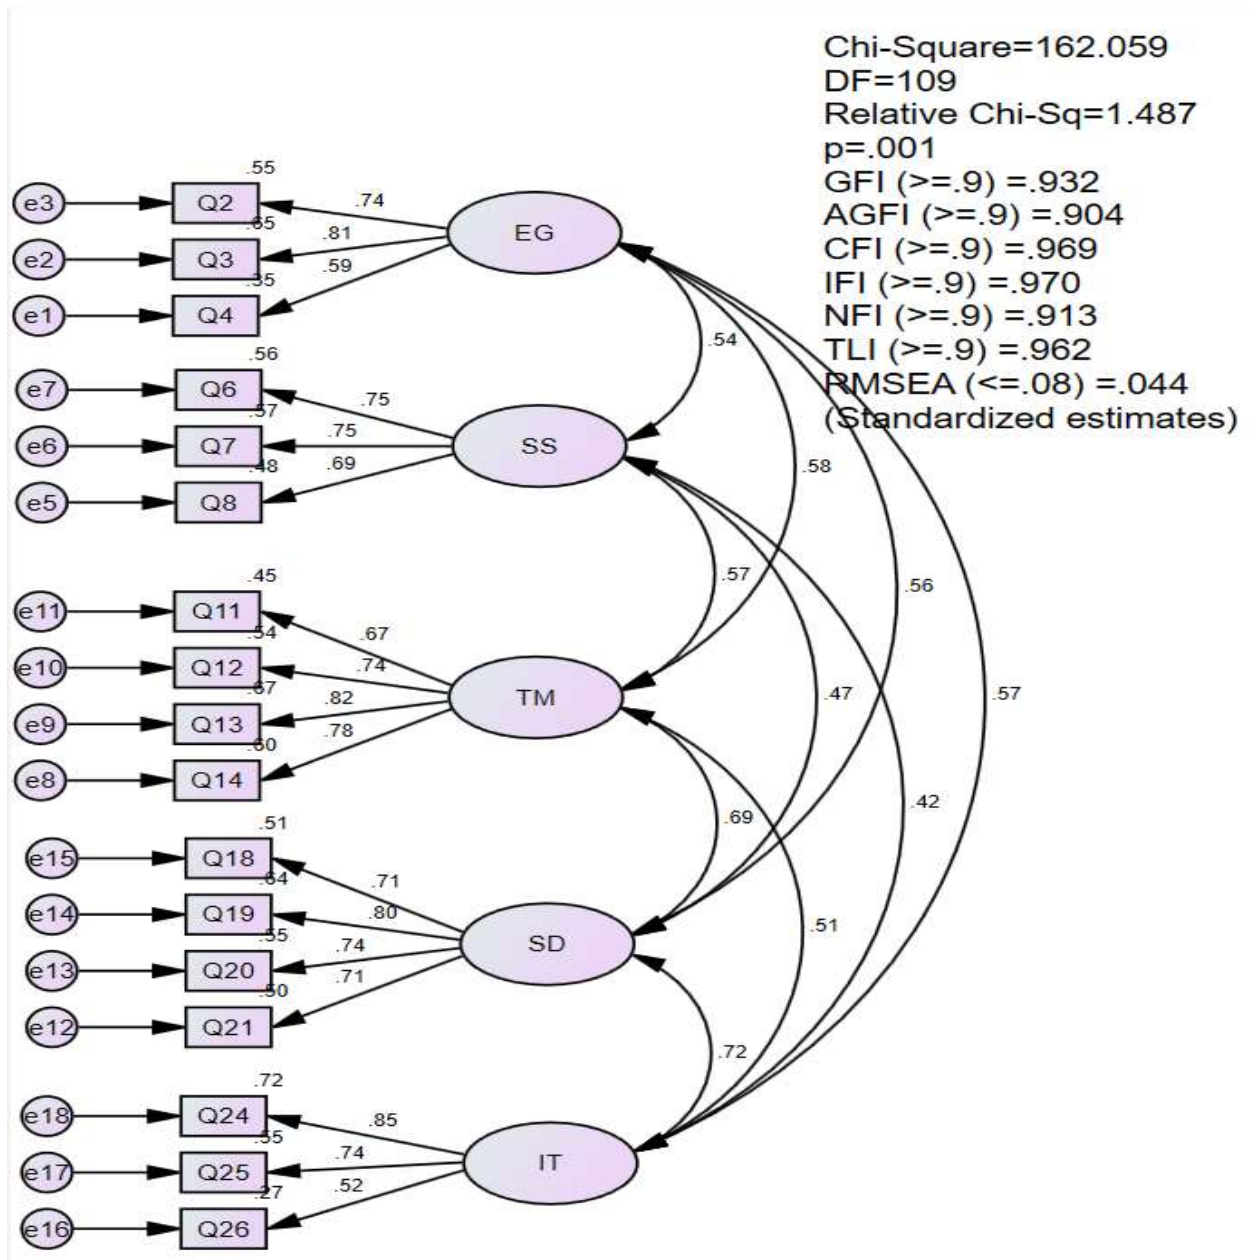 Chi-Square=162.059
DF=109
Relative Chi-Sq=1.487
p=.001
GFI (>=.9) =.932
AGFI (>=.9) =.904
CFI (>=.9) =.969
IFI (>=.9) =.970
NFI (>=.9) =.913
TLI (>=.9) =.962
RMSEA (<=.08) =.044
(Standardized estimates)
.55
e3 Q2 .74 EG
.65
e2 Q3 .81
.59
.35
e1 Q4
.54
.56
e7 Q6 .75
.57
e6 Q7 .75 SS
.48 .69
e5 Q8
.58
.57
.56
.45
e11 Q11
.54 .67
e10 Q12 .74
.67
e9 Q13 .82 TM
.60 .78
e8 Q14
.47
.57
.42
.69
.51
e15 Q18
.64 .71
e14 Q19 .80
.55
e13 Q20 .74 SD
.50 .71
e12 Q21
.51
.72
.72
e18 Q24 .85
.55
e17 Q25 .74 IT
.27 .52
e16 Q26